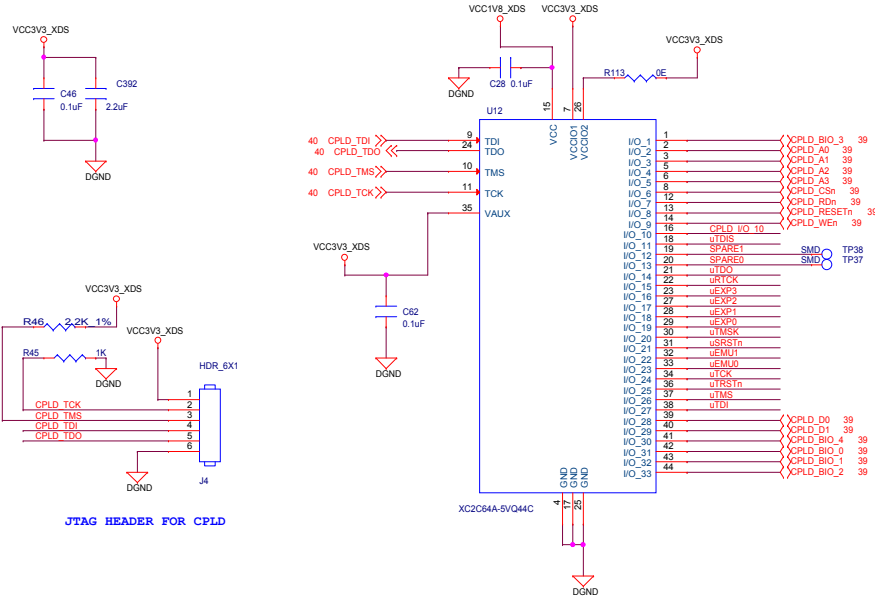 VCC3V3_XDS
C46
0.1uF
C392
2.2uF
DGND
VCC1V8_XDS
VCC3V3_XDS
VCC3V3_XDS
R113
0E
C28 0.1uF
DGND
U12
15
7
26
VCC
VCCIO1
VCCIO2
40 CPLD_TDI
9
TDI
40 CPLD_TDO
24
TDO
40 CPLD_TMS
10
TMS
40 CPLD_TCK
11
TCK
35
VAUX
VCC3V3_XDS
C62
0.1uF
DGND
I/O_1 1 CPLD_BIO_3 39
I/O_2 2 CPLD_A0 39
I/O_3 3 CPLD_A1 39
I/O_4 5 CPLD_A2 39
I/O_5 6 CPLD_A3 39
I/O_6 8 CPLD_CSn 39
I/O_7 12 CPLD_RDn 39
I/O_8 13 CPLD_RESETn 39
I/O_9 14 CPLD_WEn 39
I/O_10 16 CPLD I/O 10
I/O_11 18 uTDIS
I/O_12 19 SPARE1 SMD TP38
I/O_13 20 SPARE0 SMD TP37
I/O_14 21 uTDO
I/O_15 22 uRTCK
I/O_16 23 uEXP3
I/O_17 27 uEXP2
I/O_18 28 uEXP1
I/O_19 29 uEXP0
I/O_20 30 uTMSK
I/O_21 31 uSRSTn
I/O_22 32 uEMU1
I/O_23 33 uEMU0
I/O_24 34 uTCK
I/O_25 36 uTRSTn
I/O_26 37 uTMS
I/O_27 38 uTDI
I/O_28 39 CPLD_D0 39
I/O_29 40 CPLD_D1 39
I/O_30 41 CPLD_BIO_4 39
I/O_31 42 CPLD_BIO_0 39
I/O_32 43 CPLD_BIO_1 39
I/O_33 44 CPLD_BIO_2 39
GND
GND
GND
4
17
25
XC2C64A-5VQ44C
DGND
VCC3V3_XDS
R46 2.2K 1%
VCC3V3_XDS
R45 1K
DGND
HDR_6X1
1
CPLD_TCK 2
CPLD TMS 3
CPLD TDI 4
CPLD TDO 5
6
J4
DGND
JTAG HEADER FOR CPLD